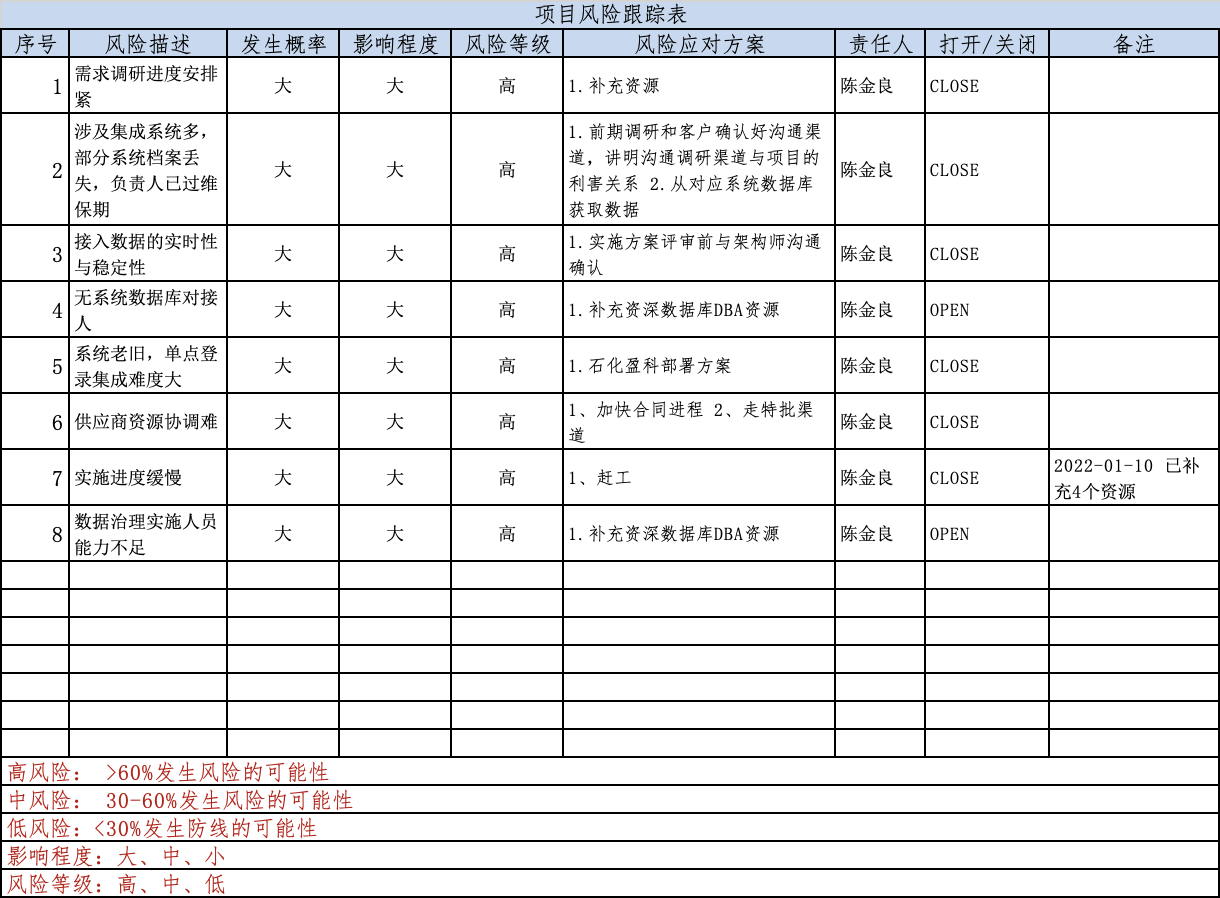 项目风险跟踪表
序号 风险描述 发生概率 影响程度 风险等级 风险应对方案 责任人 打开/关闭 备注
1 需求调研进度安排
紧 大 大 高 1.补充资源 陈金良 CLOSE
2 涉及集成系统多，
部分系统档案丢
失，负责人已过维
保期 大 大 高 1.前期调研和客户确认好沟通渠
道，讲明沟通调研渠道与项目的
利害关系 2.从对应系统数据库
获取数据 陈金良 CLOSE
3 接入数据的实时性
与稳定性 大 大 高 1.实施方案评审前与架构师沟通
确认 陈金良 CLOSE
4 无系统数据库对接
人 大 大 高 1.补充资深数据库DBA资源 陈金良 OPEN
5 系统老旧，单点登
录集成难度大 大 大 高 1.石化盈科部署方案 陈金良 CLOSE
6 供应商资源协调难 大 大 高 1、加快合同进程 2、走特批渠
道 陈金良 CLOSE
7 实施进度缓慢 大 大 高 1、赶工 陈金良 CLOSE 2022-01-10 已补
充4个资源
8 数据治理实施人员
能力不足 大 大 高 1.补充资深数据库DBA资源 陈金良 OPEN
高风险： >60%发生风险的可能性
中风险： 30-60%发生风险的可能性
低风险：<30%发生防线的可能性
影响程度：大、中、小
风险等级：高、中、低